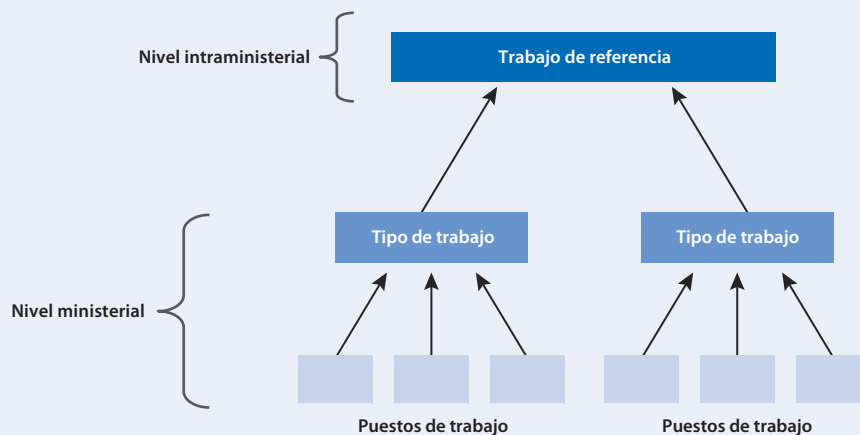 Nivel intraministerial
Trabajo de referencia
Tipo de trabajo
Tipo de trabajo
Nivel ministerial
Puestos de trabajo
Puestos de trabajo